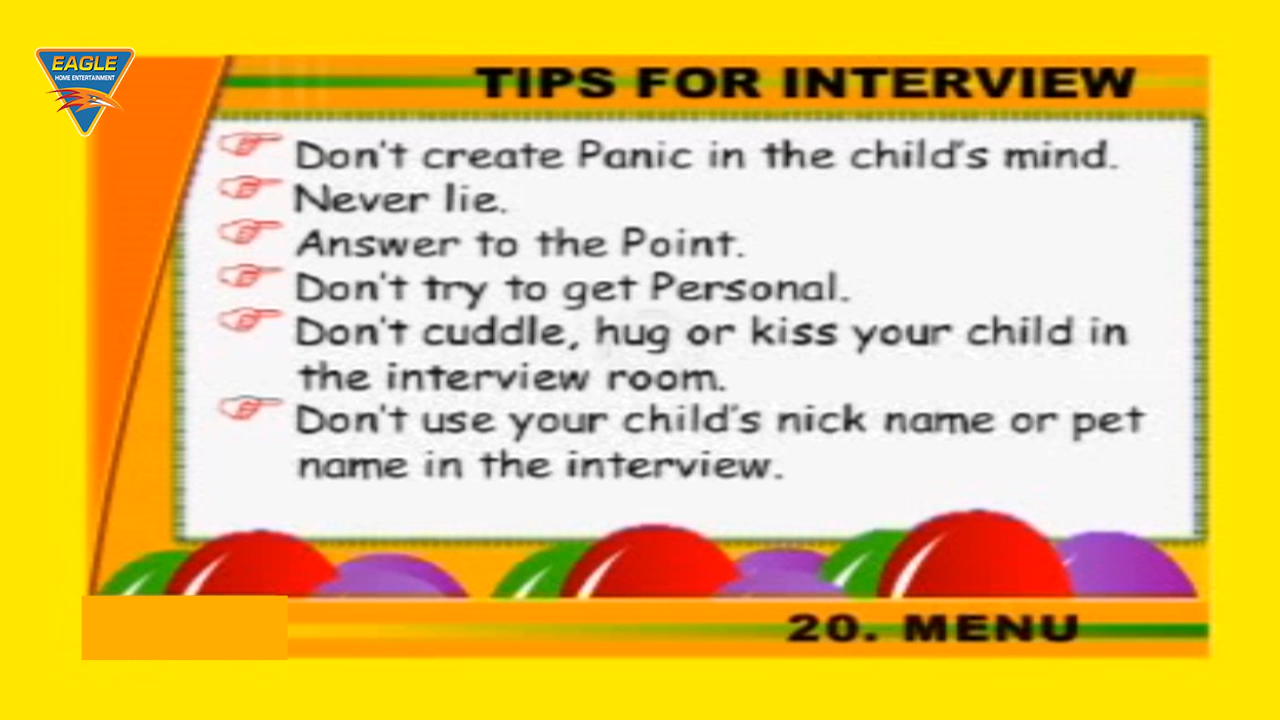 EAGLE
HOME ENTERTAINMENT
TIPS FOR INTERVIEW
Don't create Panic in the child's mind.
Never lie.
Answer to the Point.
Don't try to get Personal.
Don't cuddle, hug or kiss your child in
the interview room.
Don't use your child's nick name or pet
name in the interview.
20. MENU